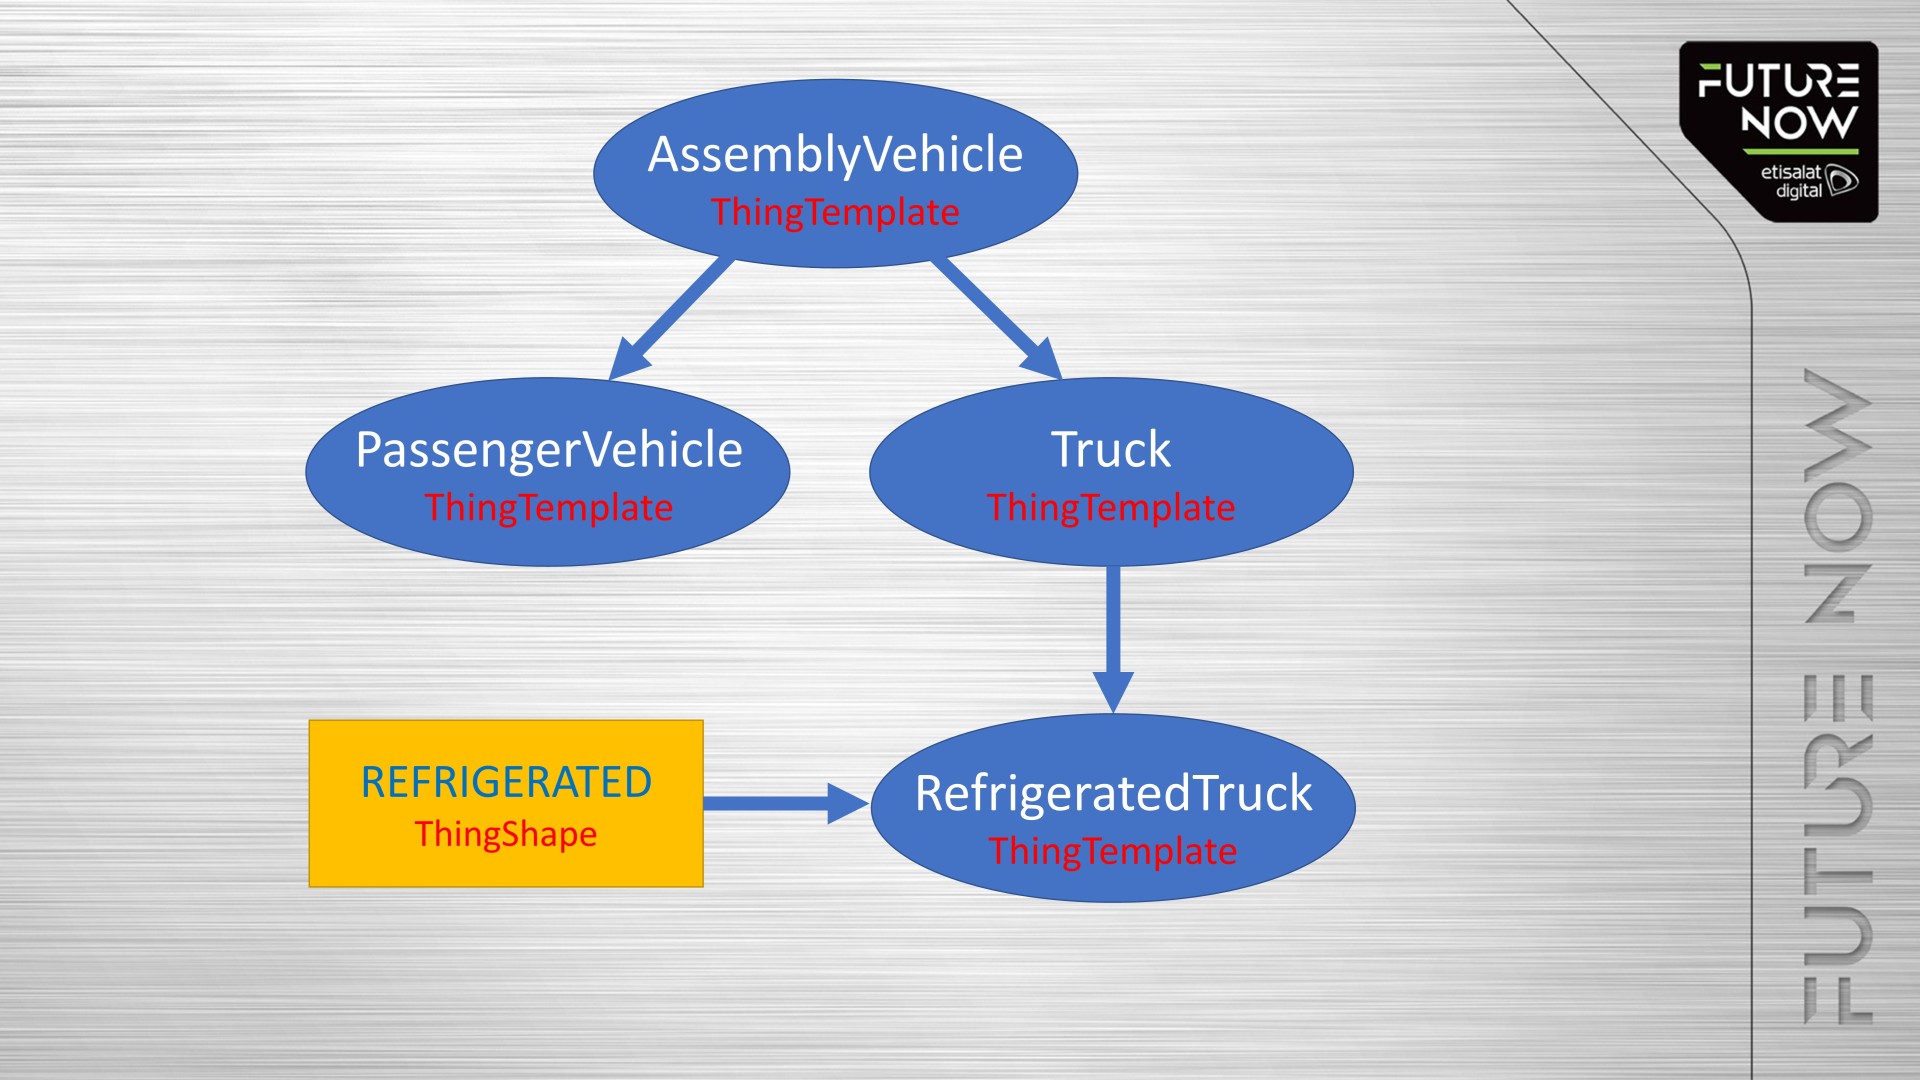 AssemblyVehicle
ThingTemplate
PassengerVehicle
ThingTemplate
Truck
ThingTemplate
REFRIGERATED
ThingShape
RefrigeratedTruck
ThingTemplate
FUTURE
NOW
etisalat
digital
FUTURE NOW